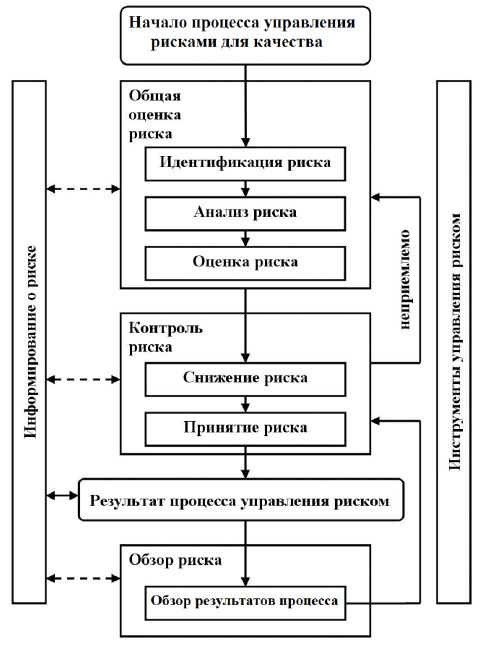 Начало процесса управления
рисками для качества
Общая
оценка
риска
Идентификация риска
Анализ риска
Оценка риска
неприемлемо
Контроль
риска
Снижение риска
Принятие риска
Результат процесса управления риском
Обзор риска
Обзор результатов процесса
Информирование о риске
Инструменты управления риском